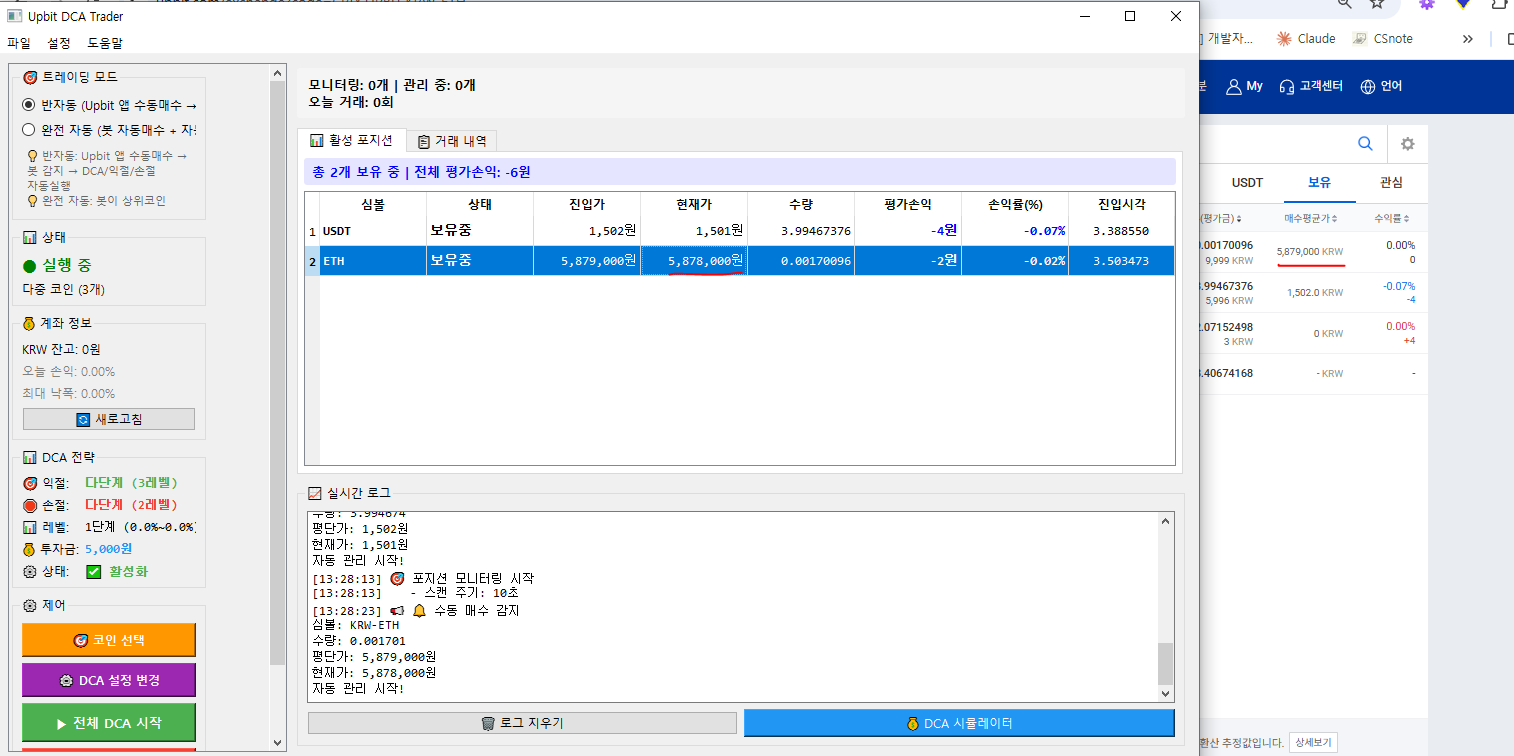 Upbit DCA Trader
파일 설정 도움말
트레이딩 모드
반자동 (Upbit 앱 수동매수 →
완전 자동 (봇 자동매수 + 자
반자동: Upbit 앱 수동매수 →
봇 감지 → DCA/익절/손절
자동실행
완전 자동: 봇이 상위코인
상태
실행 중
다중 코인 (3개)
계좌 정보
KRW 잔고: 0원
오늘 손익: 0.00%
최대 낙폭: 0.00%
새로고침
DCA 전략
익절: 다단계 (3레벨)
손절: 다단계 (2레벨)
레벨: 1단계 (0.0%~0.0%)
투자금: 5,000원
상태: ✅ 활성화
제어
코인 선택
DCA 설정 변경
▶ 전체 DCA 시작
모니터링: 0개 | 관리 중: 0개
오늘 거래: 0회
활성 포지션 거래 내역
총 2개 보유 중 | 전체 평가손익: -6원
심볼 상태 진입가 현재가 수량 평가손익 손익률(%) 진입시각
1 USDT 보유중 1,502원 1,501원 3.99467376 -4원 -0.07% 3.388550
2 ETH 보유중 5,879,000원 5,878,000원 0.00170096 -2원 -0.02% 3.503473
실시간 로그
수량: 3.994674
평단가: 1,502원
현재가: 1,501원
자동 관리 시작!
[13:28:13] 🎯 포지션 모니터링 시작
[13:28:13] - 스캔 주기: 10초
[13:28:23] 📢 🔔 수동 매수 감지
심볼: KRW-ETH
수량: 0.001701
평단가: 5,879,000원
현재가: 5,878,000원
자동 관리 시작!
로그 지우기
DCA 시뮬레이터
개발자... Claude CSnote »
My 고객센터 언어
USDT 보유 관심
(평가금) 매수평균가 수익률
.00170096 5,879,000 KRW 0.00%
9,999 KRW 0
.99467376 1,502.0 KRW -0.07%
5,996 KRW -4
.07152498 0 KRW 0.00%
3 KRW +4
.40674168 - KRW -
환산 추정값입니다. 상세보기